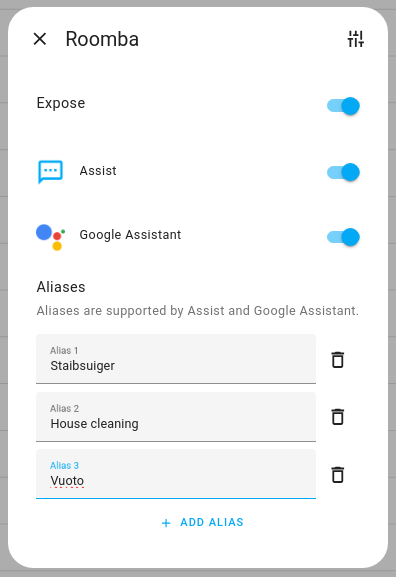 Roomba
Expose
Assist
Google Assistant
Aliases
Aliases are supported by Assist and Google Assistant.
Alias 1
Staibsuiger
Alias 2
House cleaning
Alias 3
Vuoto
+ ADD ALIAS